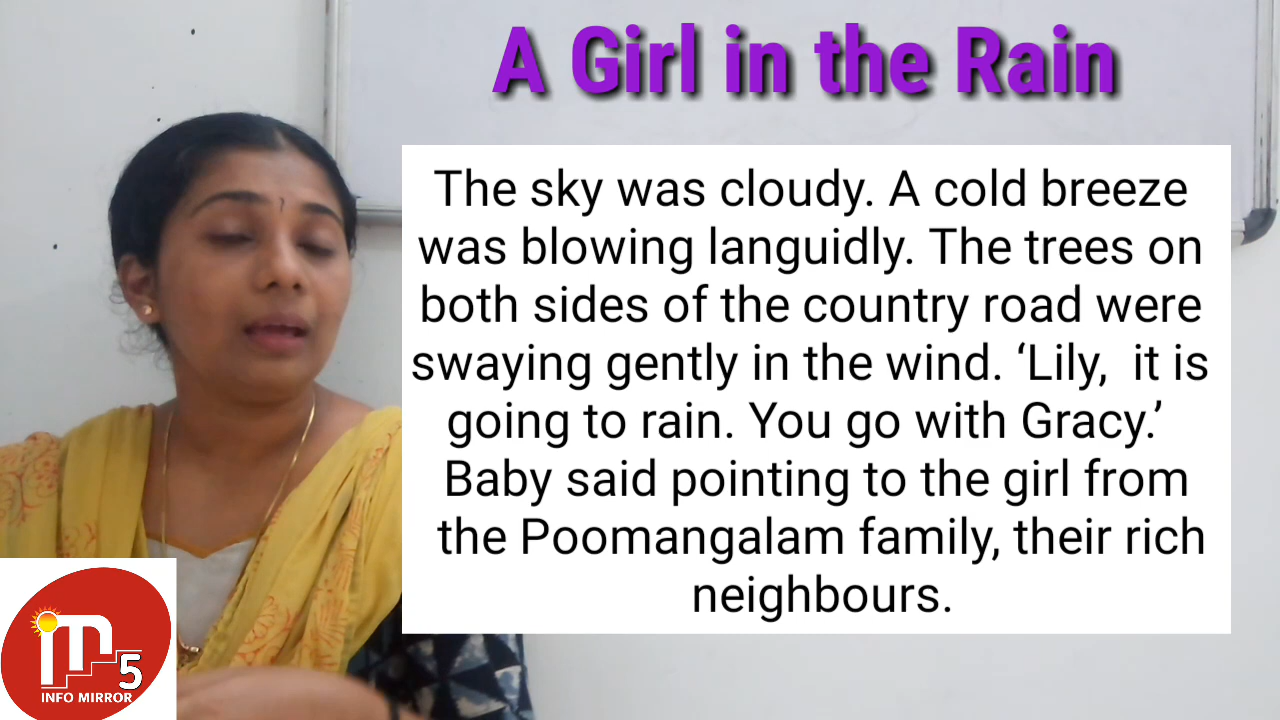 A Girl in the Rain
The sky was cloudy. A cold breeze
was blowing languidly. The trees on
both sides of the country road were
swaying gently in the wind. ‘Lily,  it is
going to rain. You go with Gracy.’
Baby said pointing to the girl from
the Poomangalam family, their rich
neighbours.
m5
INFO MIRROR